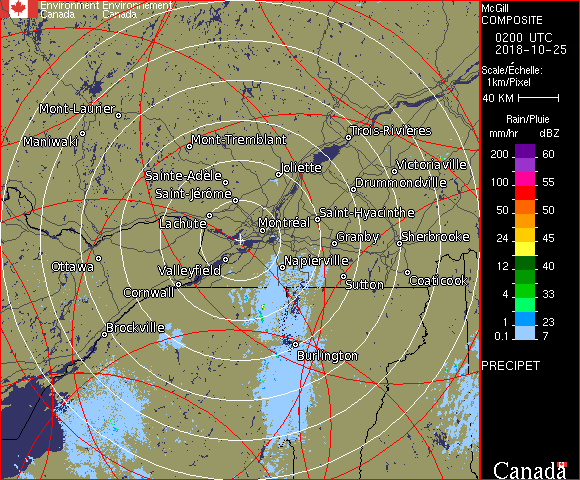 Environment Environnement
Canada Canada
Mont-Laurier
Maniwaki
Mont-Tremblant
Trois-Rivières
Joliette
Victoriaville
Sainte-Adèle
Drummondville
Saint-Jérôme
Saint-Hyacinthe
Lachute
Montréal
Granby
Sherbrooke
Ottawa
Valleyfield
Napierville
Sutton
Coaticook
Cornwall
Brockville
Burlington
McGill
COMPOSITE
0200 UTC
2018-10-25
Scale/Échelle:
1km/Pixel
40 KM
Rain/Pluie
mm/hr dBZ
200 60
150 57
100 55
50 50
24 45
12 40
4 33
1 23
0.1 7
PRECIPET
Canada